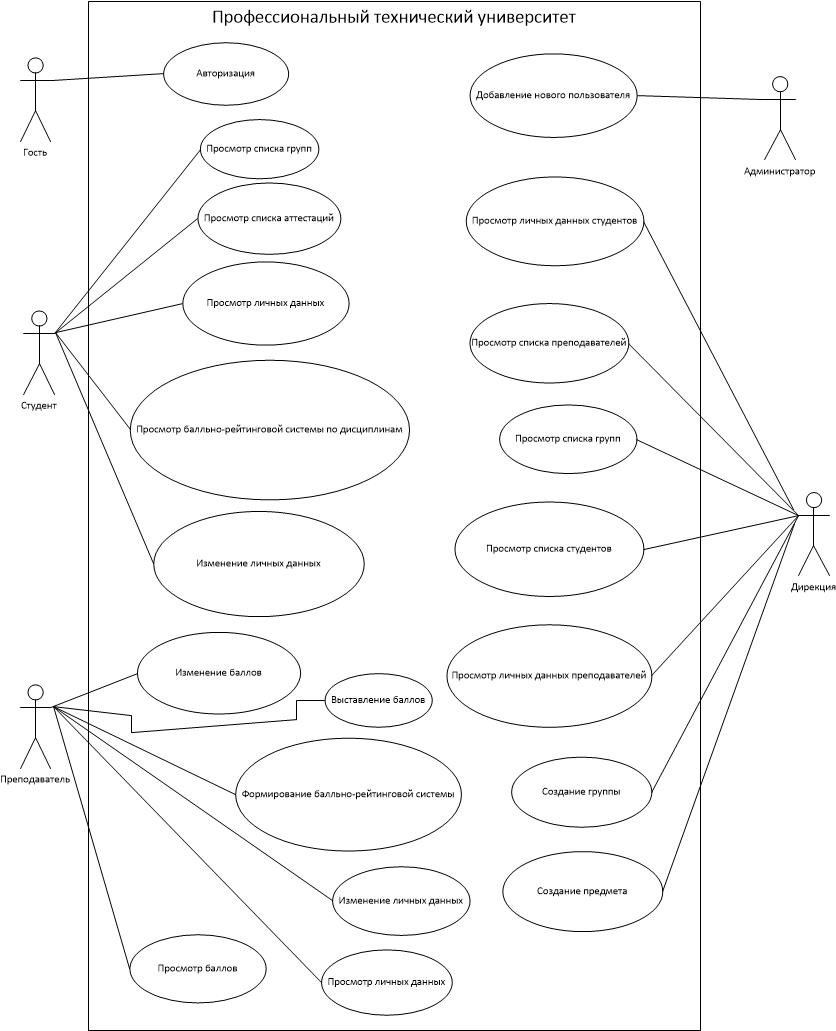 Профессиональный технический университет
Авторизация
Добавление нового пользователя
Гость
Администратор
Просмотр списка групп
Просмотр списка аттестаций
Просмотр личных данных студентов
Просмотр личных данных
Просмотр списка преподавателей
Студент
Просмотр балльно-рейтинговой системы по дисциплинам
Просмотр списка групп
Просмотр списка студентов
Изменение личных данных
Дирекция
Изменение баллов
Просмотр личных данных преподавателей
Выставление баллов
Преподаватель
Формирование балльно-рейтинговой системы
Создание группы
Изменение личных данных
Создание предмета
Просмотр баллов
Просмотр личных данных